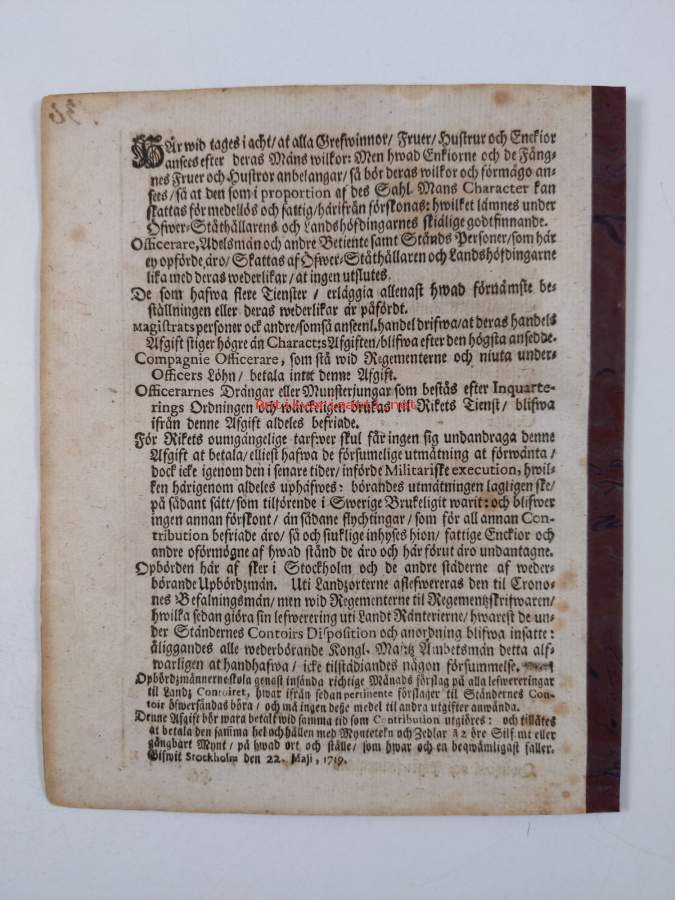 36.
HÄr wid tages i acht/ at alla Grefwinnor/ Fruer/ Hustrur och Enckior
ansees efter deras Mäns wilkor: Men hwad Enkiorne och de Fång-
nes Fruer och Hustror anbelangar/ så bör deras wilkor och förmågo an-
sees/ så at den som i proportion af des Sahl. Mans Character kan
skattas för medellös och fattig/ härifrån förskonas: hwilket lämnes under
Öfwer-Ståthållarens och Landshöfdingarnes skiälige godtfinnande.
Officerare, Adelsmän och andre Betiente samt Stånds Personer/ som här
ey opförde äro/ Skattas af Öfwer-Ståthållaren och Landshöfdingarne
lika med deras wederlikar/ at ingen utslutes.
De som hafwa flere Tienster/ erläggia allenast hwad förnämste be-
ställningen eller deras wederlikar är påfördt.
Magistratspersoner ock andre/ som så anseenl. handel drifwa/ at deras handels
Afgift stiger högre än Charact:s Afgiften/ blifwa efter den högsta ansedde.
Compagnie Officerare, som stå wid Regementerne och niuta under-
Officers Löhn/ betala intet denne Afgift.
Officerarnes Drängar eller Munsterjungar som bestås efter Inquarte-
rings Ordningen och wärckeligen brukas til Rikets Tienst/ blifwa
ifrån denne Afgift aldeles befriade.
För Rikets oumgängelige tarfwer skul får ingen sig undandraga denne
Afgift at betala/ elliest hafwa de försumelige utmätning at förwänta/
dock icke igenom den i senare tider/ införde Militariske execution, hwil-
ken härigenom aldeles uphäfwes: börandes utmätningen lagligen ske/
på sådant sätt/ som tilförende i Swerige Brukeligit warit: och blifwer
ingen annan förskont/ än sådane flychtingar/ som för all annan Con-
tribution befriade äro/ så och siuklige inhyses hion/ fattige Enckior och
andre oförmögne af hwad stånd de äro och här förut äro undantagne.
Opbörden här af sker i Stockholm och de andre städerne af weder-
börande Upbördzmän. Uti Landzorterne aflefwereras den til Crono-
nes Befalningsmän/ men wid Regementerne til Regementzskrifwaren/
hwilka sedan giöra sin lefwerering uti Landt Ränterierne/ hwarest de un-
der Ständernes Contoirs Disposition och anordning blifwa insatte:
åliggandes alle wederbörande Kongl. Maj:tz Ämbetsmän detta alf-
warligen at handhafwa/ icke tilstädiandes någon försummelse.
Opbördzmännerne skola genast insända richtige Månads förslag på alla lefwereringar
til Landz Contoiret, hwar ifrån sedan pertinente förslager til Ständernes Con-
toir öfwersändas böra/ och må ingen deße medel til andra utgifter anwända.
Denne Afgift bör wara betalt wid samma tid som Contribution utgiöres: och tillåtes
at betala den samma hel och hållen med Myntetekn och Zedlar à 2 öre Silf:mt eller
gångbart Mynt/ på hwad ort och ställe/ som hwar och en beqwämligast faller.
Gifwit Stockholm den 22. Maji, 1719.